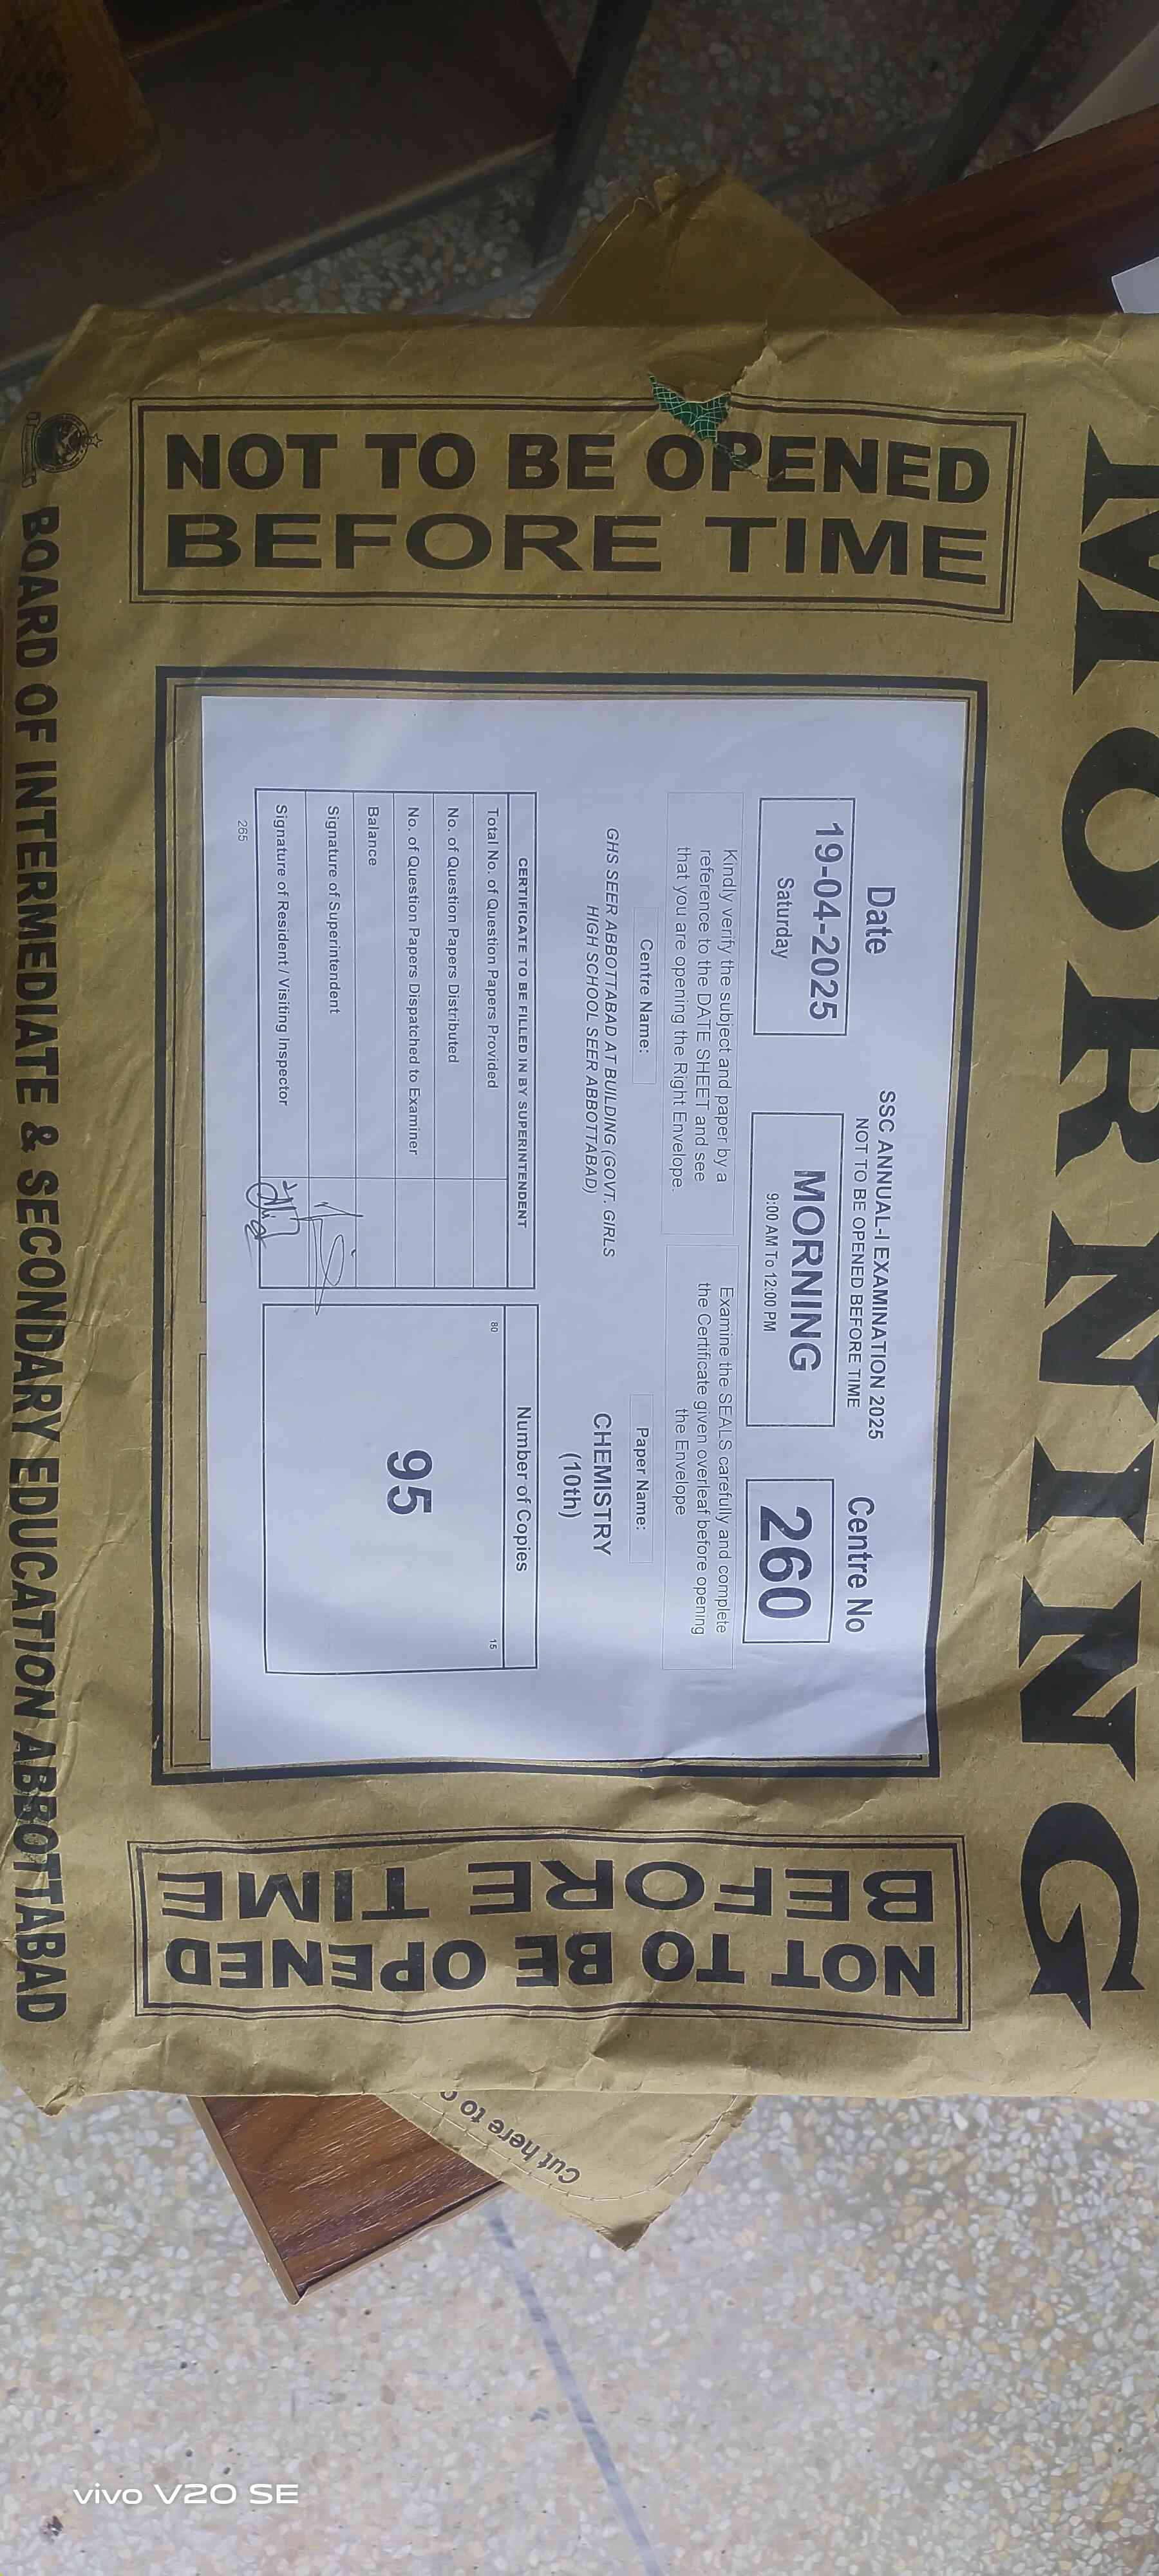 MORNING
NOT TO BE OPENED
BEFORE TIME
Date
19-04-2025
Saturday
SSC ANNUAL-I EXAMINATION 2025
NOT TO BE OPENED BEFORE TIME
MORNING
9:00 AM To 12:00 PM
Centre No
260
Kindly verify the subject and paper by a
reference to the DATE SHEET and see
that you are opening the Right Envelope.
Examine the SEALS carefully and complete
the Certificate given overleaf before opening
the Envelope
Centre Name:
GHS SEER ABBOTTABAD AT BUILDING (GOVT. GIRLS
HIGH SCHOOL SEER ABBOTTABAD)
Paper Name:
CHEMISTRY
(10th)
CERTIFICATE TO BE FILLED IN BY SUPERINTENDENT
Total No. of Question Papers Provided
No. of Question Papers Distributed
No. of Question Papers Dispatched to Examiner
Balance
Signature of Superintendent
Signature of Resident / Visiting Inspector
265
Number of Copies
80
15
95
NOT TO BE OPENED
BEFORE TIME
BOARD OF INTERMEDIATE & SECONDARY EDUCATION ABBOTTABAD
Cut here to
vivo V20 SE